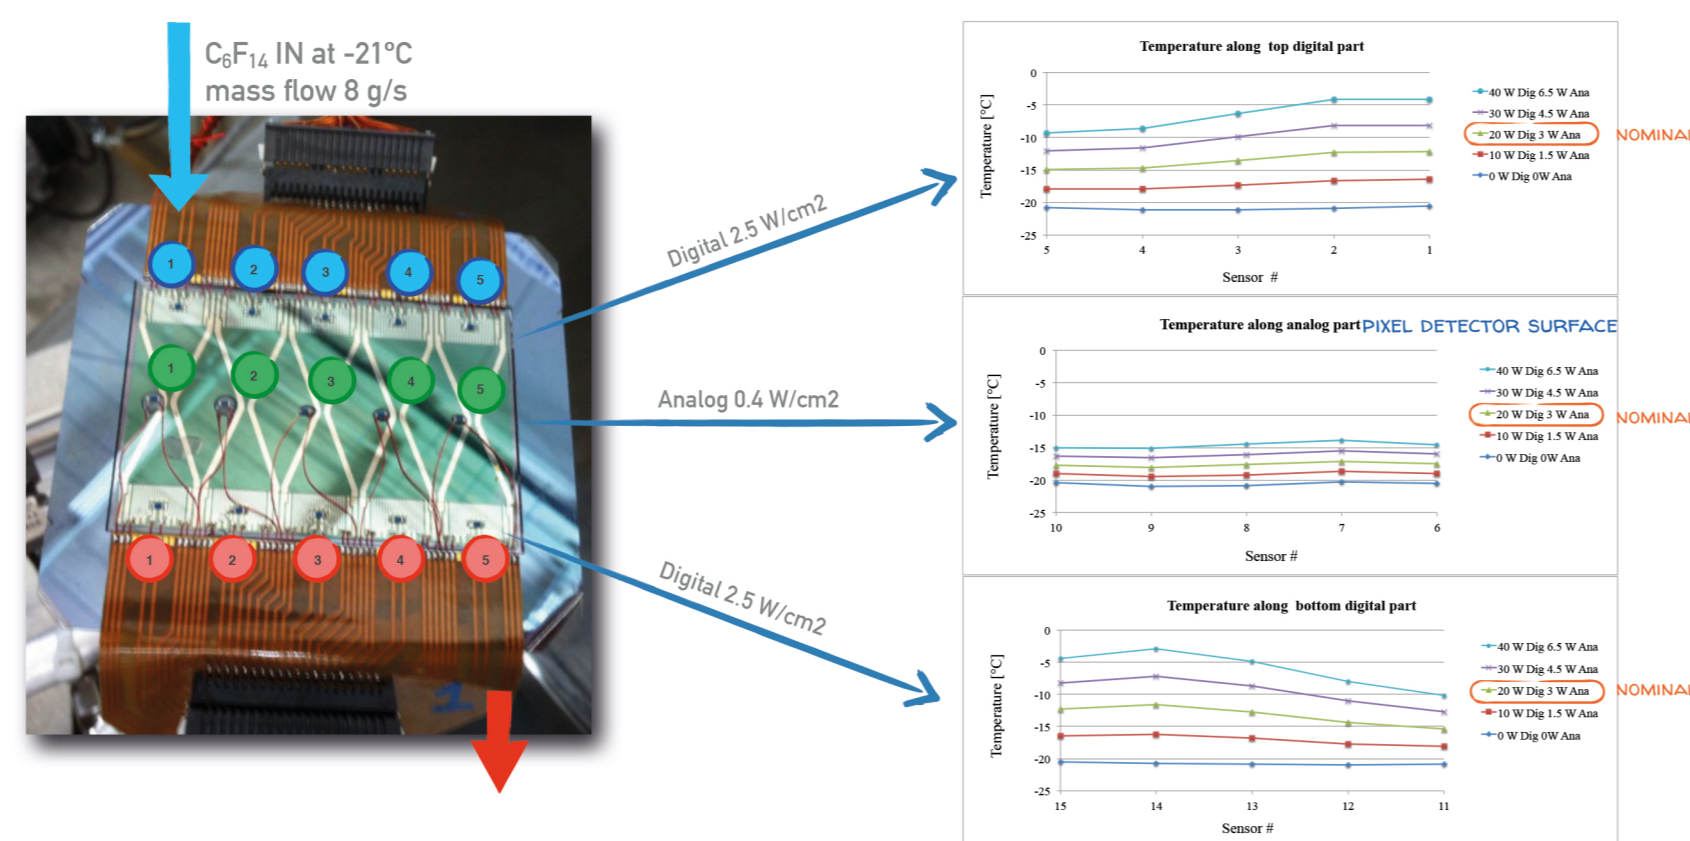 C₆F₁₄ IN at -21°C
mass flow 8 g/s
1
2
3
4
5
1
2
3
4
5
1
2
3
4
5
Digital 2.5 W/cm2
Analog 0.4 W/cm2
Digital 2.5 W/cm2
Temperature along top digital part
Temperature [°C]
0
-5
-10
-15
-20
-25
5 4 3 2 1
Sensor #
40 W Dig 6.5 W Ana
30 W Dig 4.5 W Ana
20 W Dig 3 W Ana
10 W Dig 1.5 W Ana
0 W Dig 0W Ana
NOMINAL
Temperature along analog part PIXEL DETECTOR SURFACE
Temperature [°C]
0
-5
-10
-15
-20
-25
10 9 8 7 6
Sensor #
40 W Dig 6.5 W Ana
30 W Dig 4.5 W Ana
20 W Dig 3 W Ana
10 W Dig 1.5 W Ana
0 W Dig 0W Ana
NOMINAL
Temperature along bottom digital part
Temperature [°C]
0
-5
-10
-15
-20
-25
15 14 13 12 11
Sensor #
40 W Dig 6.5 W Ana
30 W Dig 4.5 W Ana
20 W Dig 3 W Ana
10 W Dig 1.5 W Ana
0 W Dig 0W Ana
NOMINAL